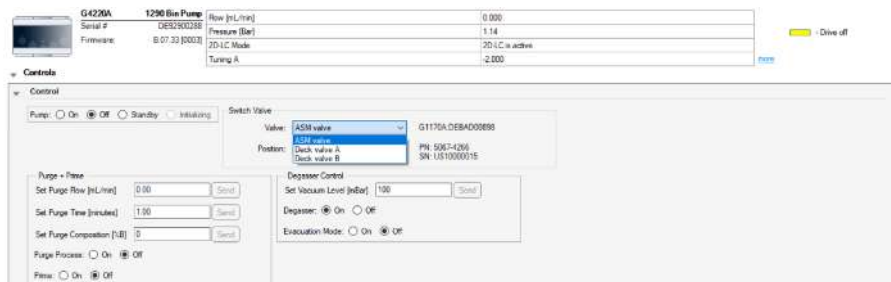 G4220A 1290 Bin Pump
Serial # DE92900288
Firmware: B.07.33 [0003]
Flow [mL/min] 0.000
Pressure [Bar] 1.14
2D-LC Mode 2D-LC is active
Tuning A -2.000
more
- Drive off
Controls
Control
Pump: On Off Standby Initializing
Switch Valve
Valve: ASM valve G1170A:DEBAD00898
ASM valve
Deck valve A
Deck valve B
Position:
PN: 5067-4266
SN: US10000015
Purge + Prime
Set Purge Flow [mL/min] 0.00 Send
Set Purge Time [minutes] 1.00 Send
Set Purge Composition [%B] 0 Send
Purge Process: On Off
Prime: On Off
Degasser Control
Set Vacuum Level [mBar] 100 Send
Degasser: On Off
Evacuation Mode: On Off